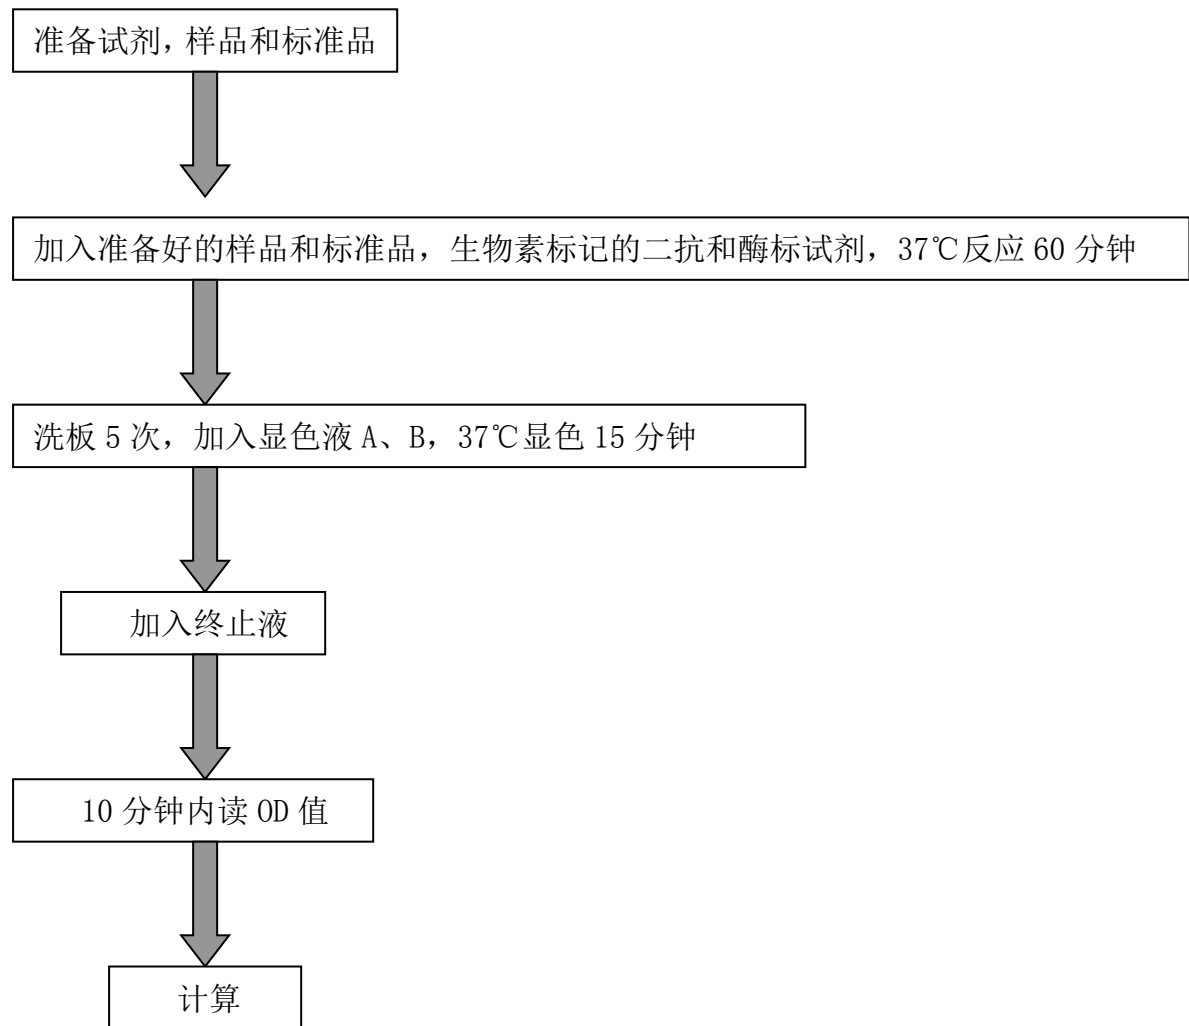 准备试剂，样品和标准品
加入准备好的样品和标准品，生物素标记的二抗和酶标试剂，37℃反应 60 分钟
洗板 5 次，加入显色液 A、B，37℃显色 15 分钟
加入终止液
10 分钟内读 OD 值
计算